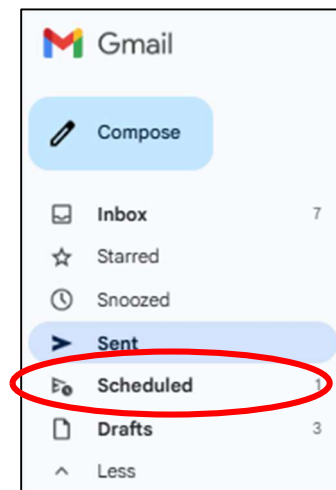 Gmail
Compose
Inbox 7
Starred
Snoozed
Sent
Scheduled 1
Drafts 3
Less